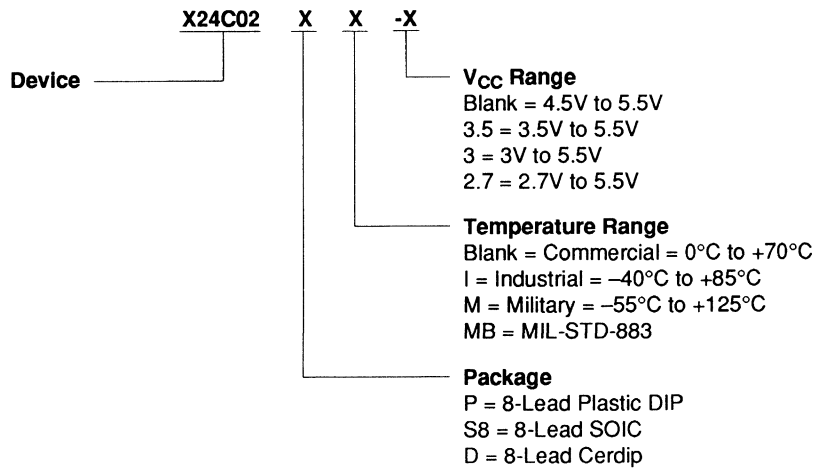 X24C02 X X -X
Device
VCC Range
Blank = 4.5V to 5.5V
3.5 = 3.5V to 5.5V
3 = 3V to 5.5V
2.7 = 2.7V to 5.5V
Temperature Range
Blank = Commercial = 0°C to +70°C
I = Industrial = –40°C to +85°C
M = Military = –55°C to +125°C
MB = MIL-STD-883
Package
P = 8-Lead Plastic DIP
S8 = 8-Lead SOIC
D = 8-Lead Cerdip